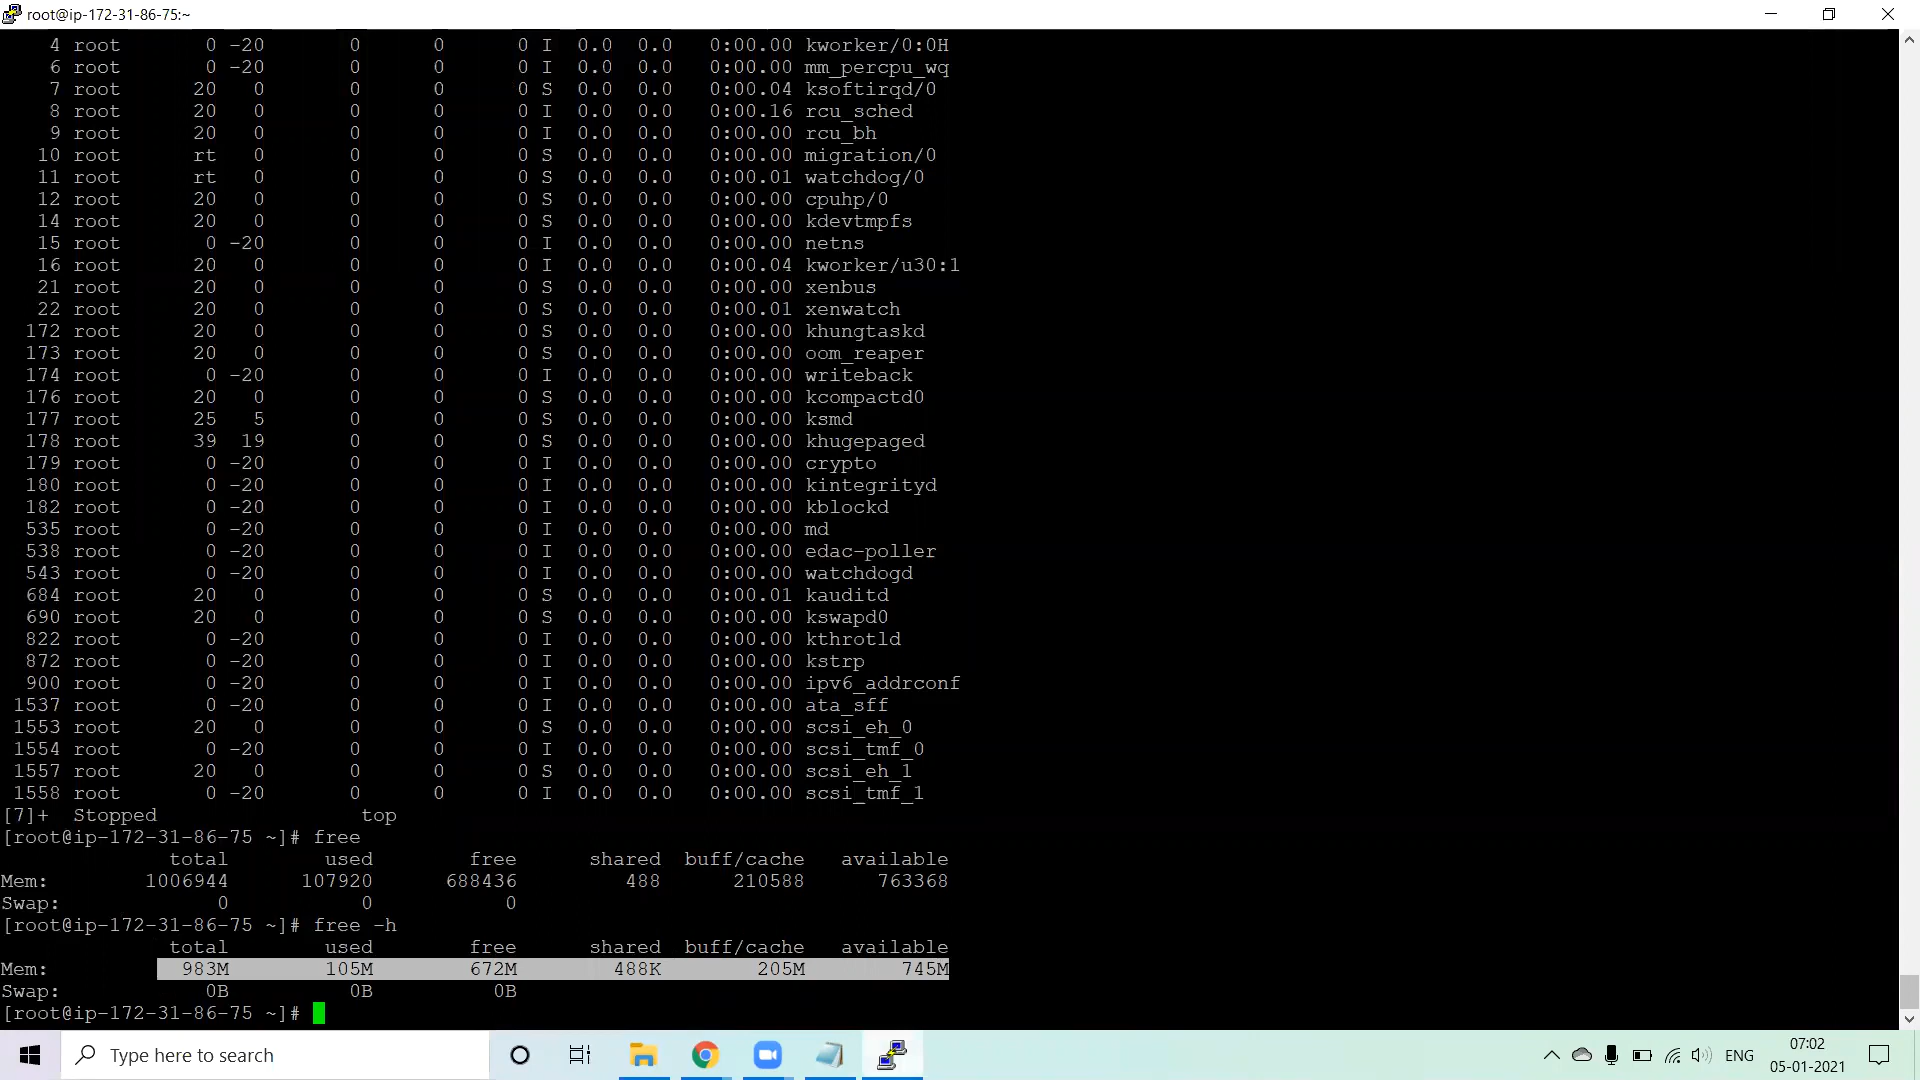 root@ip-172-31-86-75:~
4 root 0 -20 0 0 0 I 0.0 0.0 0:00.00 kworker/0:0H
6 root 0 -20 0 0 0 I 0.0 0.0 0:00.00 mm_percpu_wq
7 root 20 0 0 0 0 S 0.0 0.0 0:00.04 ksoftirqd/0
8 root 20 0 0 0 0 I 0.0 0.0 0:00.16 rcu_sched
9 root 20 0 0 0 0 I 0.0 0.0 0:00.00 rcu_bh
10 root rt 0 0 0 0 S 0.0 0.0 0:00.00 migration/0
11 root rt 0 0 0 0 S 0.0 0.0 0:00.01 watchdog/0
12 root 20 0 0 0 0 S 0.0 0.0 0:00.00 cpuhp/0
14 root 20 0 0 0 0 S 0.0 0.0 0:00.00 kdevtmpfs
15 root 0 -20 0 0 0 I 0.0 0.0 0:00.00 netns
16 root 20 0 0 0 0 I 0.0 0.0 0:00.04 kworker/u30:1
21 root 20 0 0 0 0 S 0.0 0.0 0:00.00 xenbus
22 root 20 0 0 0 0 S 0.0 0.0 0:00.01 xenwatch
172 root 20 0 0 0 0 S 0.0 0.0 0:00.00 khungtaskd
173 root 20 0 0 0 0 S 0.0 0.0 0:00.00 oom_reaper
174 root 0 -20 0 0 0 I 0.0 0.0 0:00.00 writeback
176 root 20 0 0 0 0 S 0.0 0.0 0:00.00 kcompactd0
177 root 25 5 0 0 0 S 0.0 0.0 0:00.00 ksmd
178 root 39 19 0 0 0 S 0.0 0.0 0:00.00 khugepaged
179 root 0 -20 0 0 0 I 0.0 0.0 0:00.00 crypto
180 root 0 -20 0 0 0 I 0.0 0.0 0:00.00 kintegrityd
182 root 0 -20 0 0 0 I 0.0 0.0 0:00.00 kblockd
535 root 0 -20 0 0 0 I 0.0 0.0 0:00.00 md
538 root 0 -20 0 0 0 I 0.0 0.0 0:00.00 edac-poller
543 root 0 -20 0 0 0 I 0.0 0.0 0:00.00 watchdogd
684 root 20 0 0 0 0 S 0.0 0.0 0:00.01 kauditd
690 root 20 0 0 0 0 S 0.0 0.0 0:00.00 kswapd0
822 root 0 -20 0 0 0 I 0.0 0.0 0:00.00 kthrotld
872 root 0 -20 0 0 0 I 0.0 0.0 0:00.00 kstrp
900 root 0 -20 0 0 0 I 0.0 0.0 0:00.00 ipv6_addrconf
1537 root 0 -20 0 0 0 I 0.0 0.0 0:00.00 ata_sff
1553 root 20 0 0 0 0 S 0.0 0.0 0:00.00 scsi_eh_0
1554 root 0 -20 0 0 0 I 0.0 0.0 0:00.00 scsi_tmf_0
1557 root 20 0 0 0 0 S 0.0 0.0 0:00.00 scsi_eh_1
1558 root 0 -20 0 0 0 I 0.0 0.0 0:00.00 scsi_tmf_1
[7]+ Stopped top
[root@ip-172-31-86-75 ~]# free
total used free shared buff/cache available
Mem: 1006944 107920 688436 488 210588 763368
Swap: 0 0 0
[root@ip-172-31-86-75 ~]# free -h
total used free shared buff/cache available
Mem: 983M 105M 672M 488K 205M 745M
Swap: 0B 0B 0B
[root@ip-172-31-86-75 ~]#
Type here to search
ENG
07:02
05-01-2021